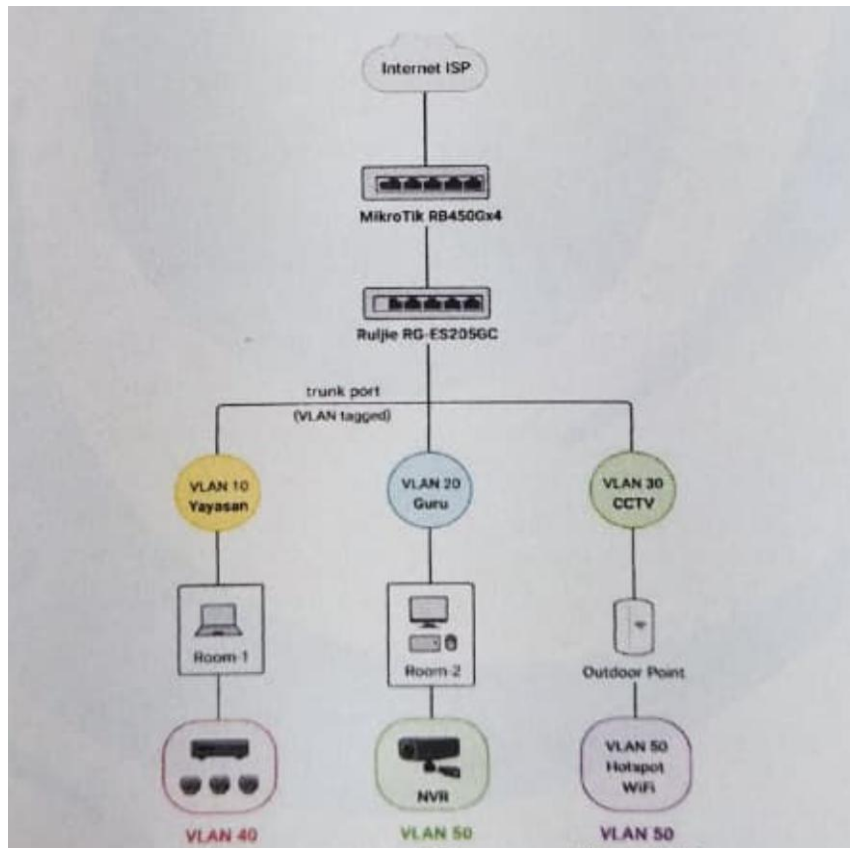 Internet ISP
MikroTik RB450Gx4
Ruljie RG-ES205GC
trunk port
(VLAN tagged)
VLAN 10
Yayasan
VLAN 20
Guru
VLAN 30
CCTV
Room-1
Room-2
Outdoor Point
NVR
VLAN 50
Hotspot
WiFi
VLAN 40
VLAN 50
VLAN 50